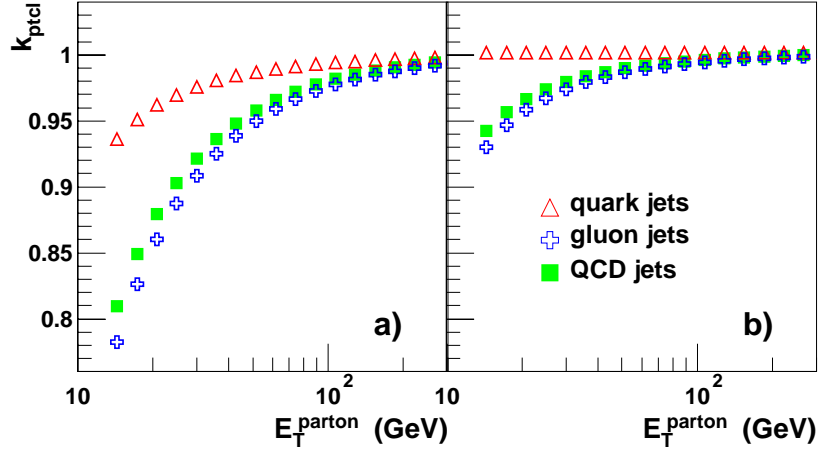 k_ptcl
1
0.95
0.9
0.85
0.8
a)
10
10^2
E_T^parton (GeV)
quark jets
gluon jets
QCD jets
b)
10
10^2
E_T^parton (GeV)